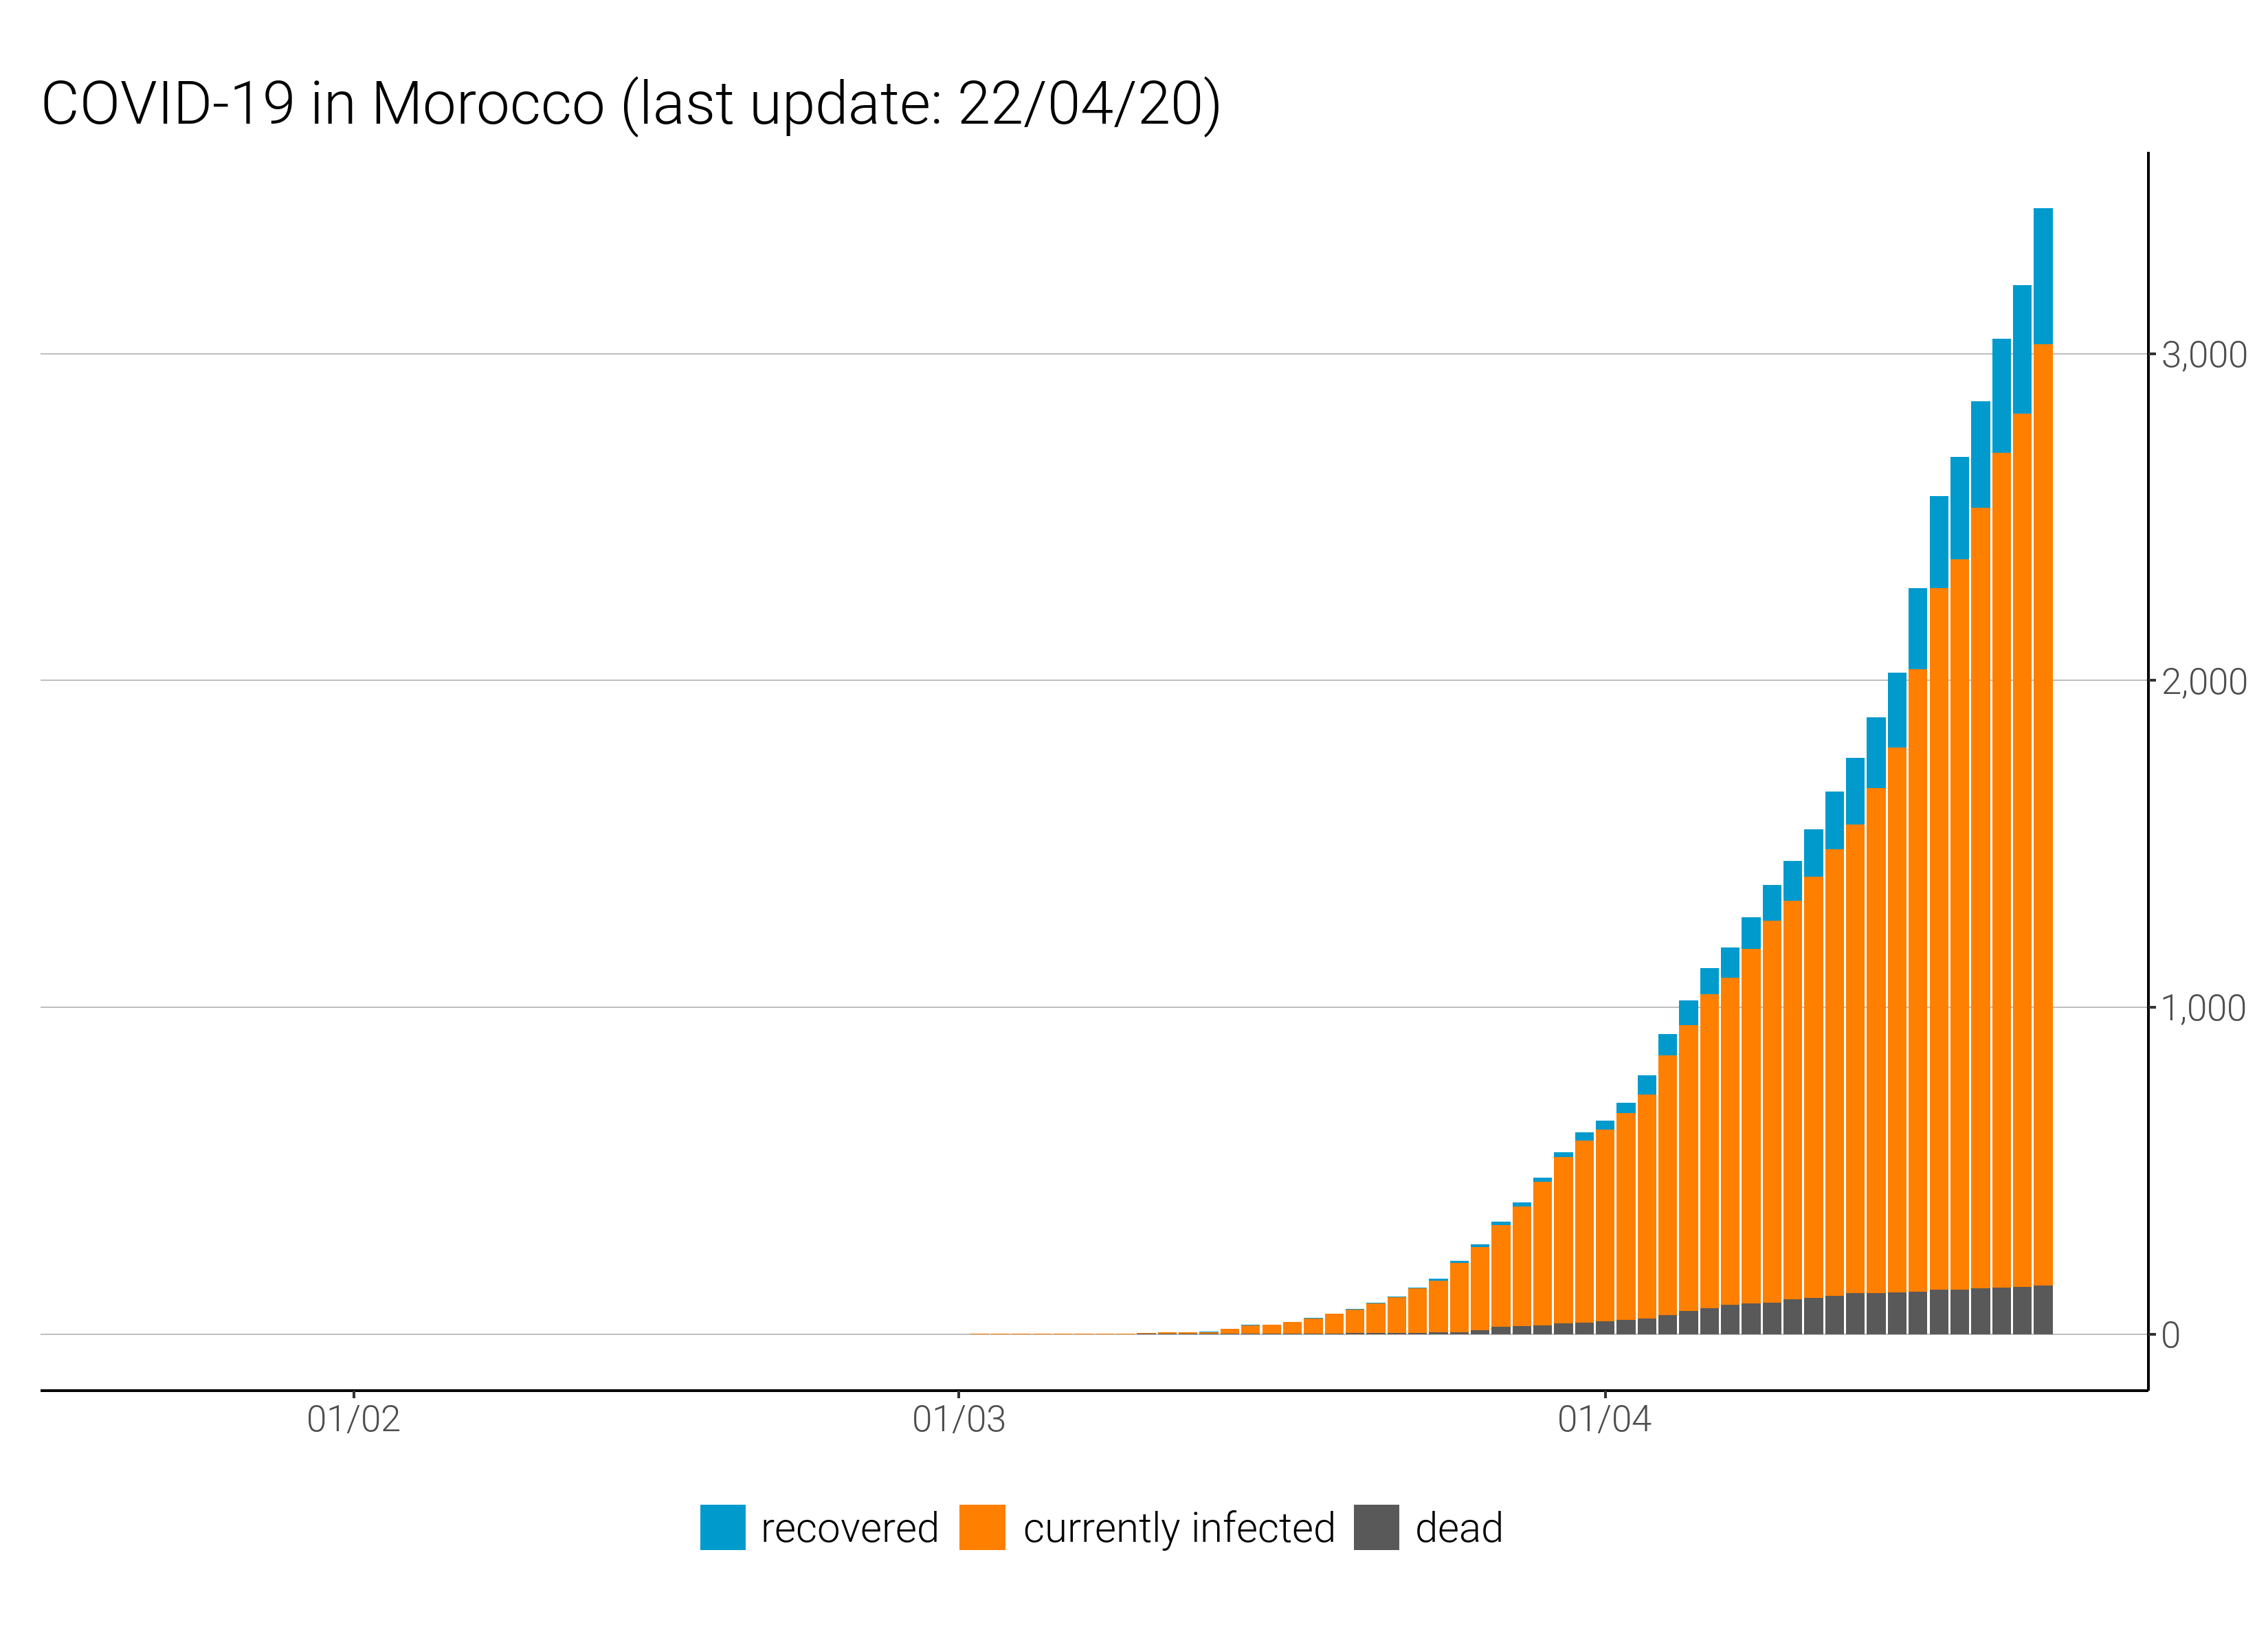 COVID-19 in Morocco (last update: 22/04/20)
3,000
2,000
1,000
0
01/02 01/03 01/04
recovered currently infected dead